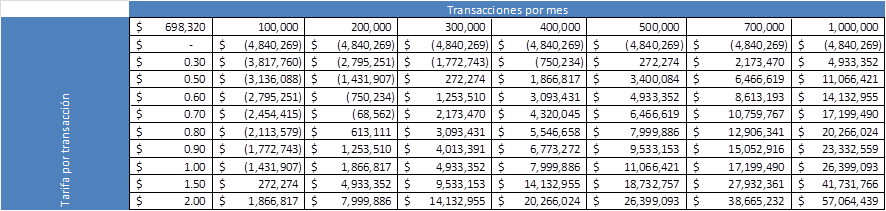 Transacciones por mes
$ 698,320 100,000 200,000 300,000 400,000 500,000 700,000 1,000,000
$ - $ (4,840,269) $ (4,840,269) $ (4,840,269) $ (4,840,269) $ (4,840,269) $ (4,840,269) $ (4,840,269)
$ 0.30 $ (3,817,760) $ (2,795,251) $ (1,772,743) $ (750,234) $ 272,274 $ 2,173,470 $ 4,933,352
$ 0.50 $ (3,136,088) $ (1,431,907) $ 272,274 $ 1,866,817 $ 3,400,084 $ 6,466,619 $ 11,066,421
$ 0.60 $ (2,795,251) $ (750,234) $ 1,253,510 $ 3,093,431 $ 4,933,352 $ 8,613,193 $ 14,132,955
$ 0.70 $ (2,454,415) $ (68,562) $ 2,173,470 $ 4,320,045 $ 6,466,619 $ 10,759,767 $ 17,199,490
$ 0.80 $ (2,113,579) $ 613,111 $ 3,093,431 $ 5,546,658 $ 7,999,886 $ 12,906,341 $ 20,266,024
$ 0.90 $ (1,772,743) $ 1,253,510 $ 4,013,391 $ 6,773,272 $ 9,533,153 $ 15,052,916 $ 23,332,559
$ 1.00 $ (1,431,907) $ 1,866,817 $ 4,933,352 $ 7,999,886 $ 11,066,421 $ 17,199,490 $ 26,399,093
$ 1.50 $ 272,274 $ 4,933,352 $ 9,533,153 $ 14,132,955 $ 18,732,757 $ 27,932,361 $ 41,731,766
$ 2.00 $ 1,866,817 $ 7,999,886 $ 14,132,955 $ 20,266,024 $ 26,399,093 $ 38,665,232 $ 57,064,439
Tarifa por transacción